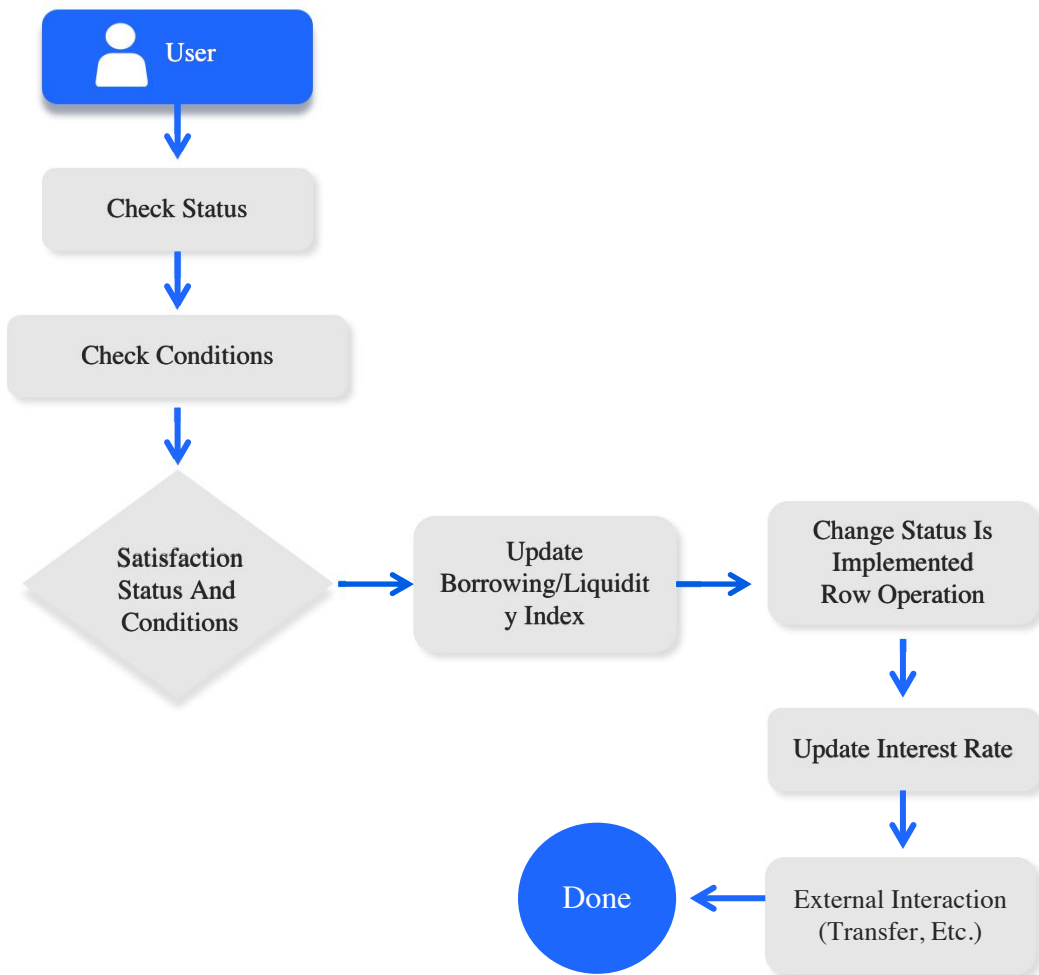 User
Check Status
Check Conditions
Satisfaction
Status And
Conditions
Update
Borrowing/Liquidit
y Index
Change Status Is
Implemented
Row Operation
Update Interest Rate
External Interaction
(Transfer, Etc.)
Done